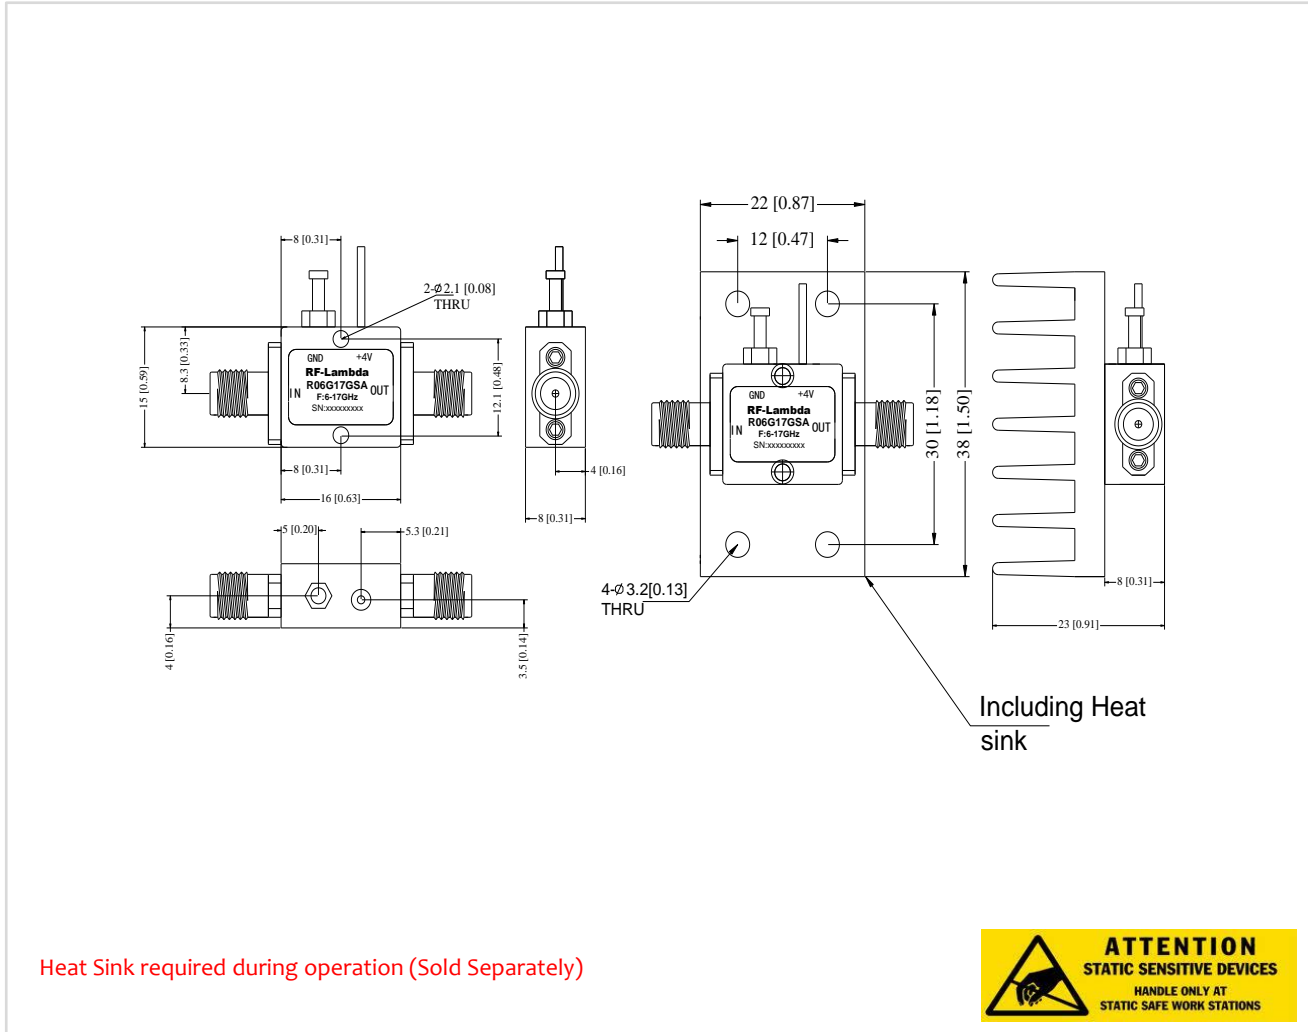 8 [0.31]
2-Ø2.1 [0.08]
THRU
15 [0.59]
8.3 [0.33]
GND +4V
RF-Lambda
R06G17GSA
IN OUT
F:6-17GHz
SN:xxxxxxxxx
12.1 [0.48]
8 [0.31]
16 [0.63]
4 [0.16]
8 [0.31]
5 [0.20]
5.3 [0.21]
4 [0.16]
3.5 [0.14]
22 [0.87]
12 [0.47]
GND +4V
RF-Lambda
R06G17GSA
IN OUT
F:6-17GHz
SN:xxxxxxxxx
30 [1.18]
38 [1.50]
4-Ø3.2[0.13]
THRU
8 [0.31]
23 [0.91]
Including Heat
sink
Heat Sink required during operation (Sold Separately)
ATTENTION
STATIC SENSITIVE DEVICES
HANDLE ONLY AT
STATIC SAFE WORK STATIONS